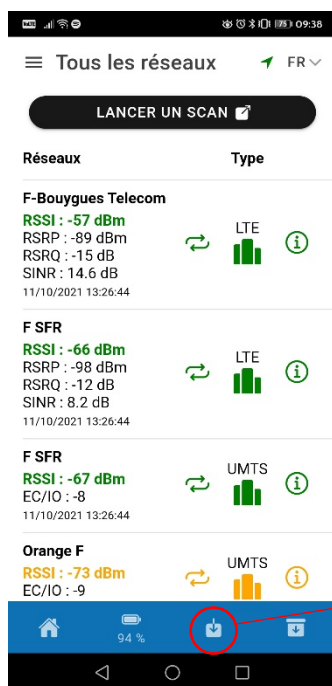 75 09:38
Tous les réseaux FR
LANCER UN SCAN
Réseaux Type
F-Bouygues Telecom
RSSI : -57 dBm
RSRP : -89 dBm
RSRQ : -15 dB
SINR : 14.6 dB
11/10/2021 13:26:44
LTE
F SFR
RSSI : -66 dBm
RSRP : -98 dBm
RSRQ : -12 dB
SINR : 8.2 dB
11/10/2021 13:26:44
LTE
F SFR
RSSI : -67 dBm
EC/IO : -8
11/10/2021 13:26:44
UMTS
Orange F
RSSI : -73 dBm
EC/IO : -9
UMTS
94 %